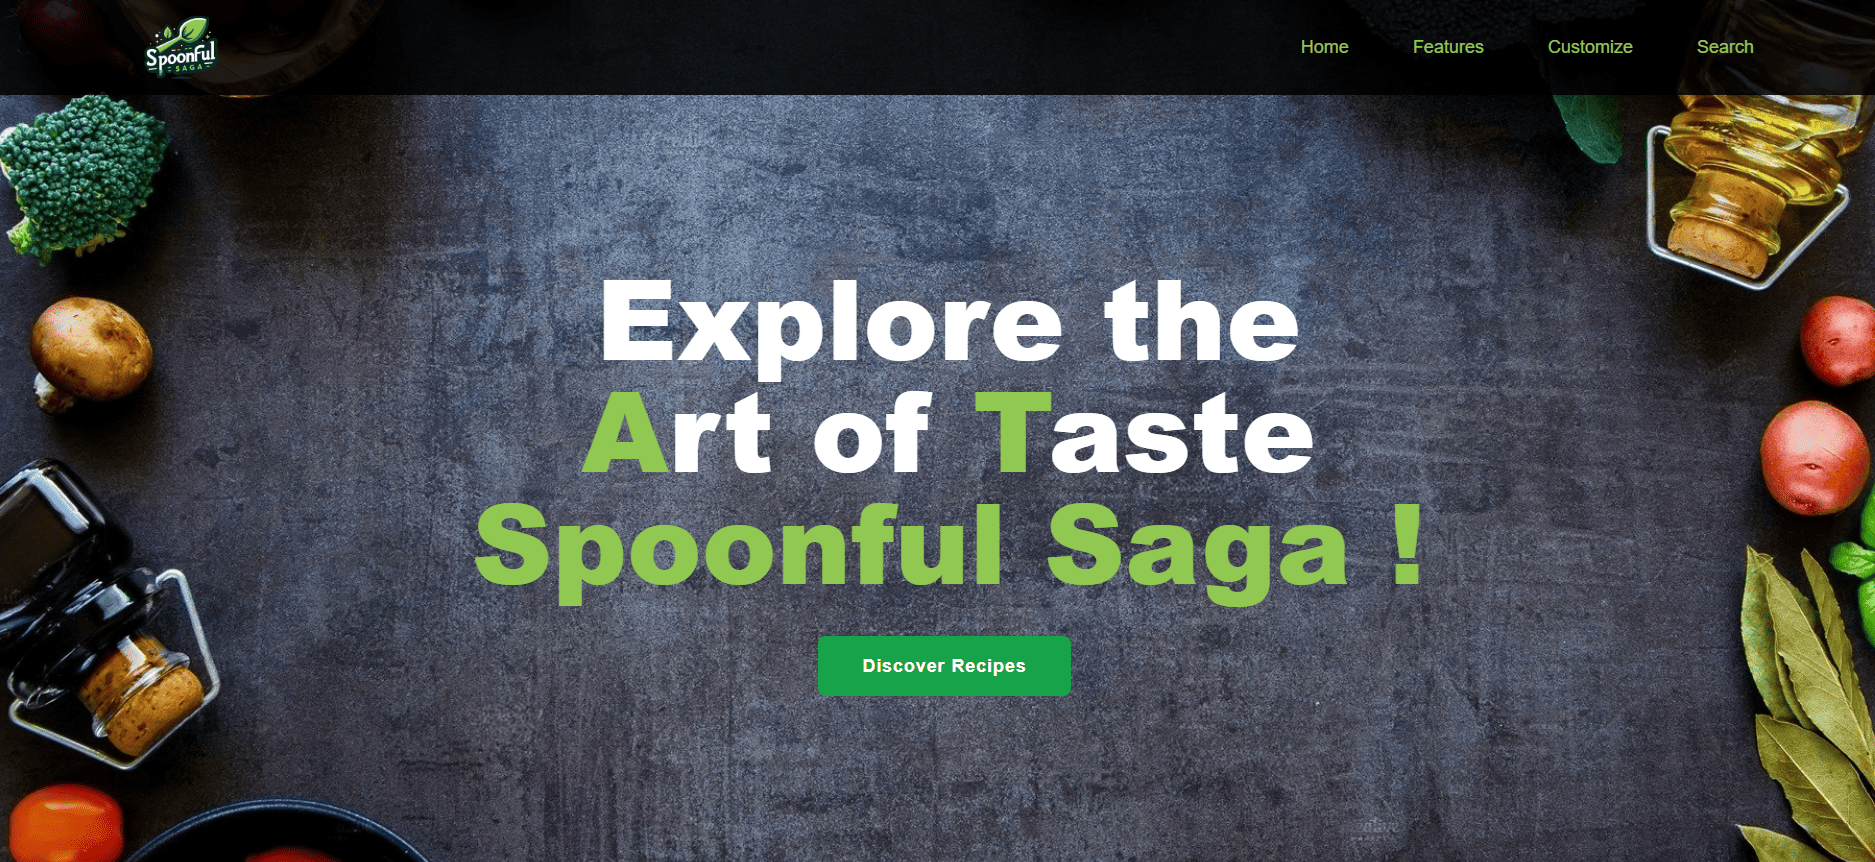 Spoonful
SAGA
Home
Features
Customize
Search
Explore the
Art of Taste
Spoonful Saga !
Discover Recipes